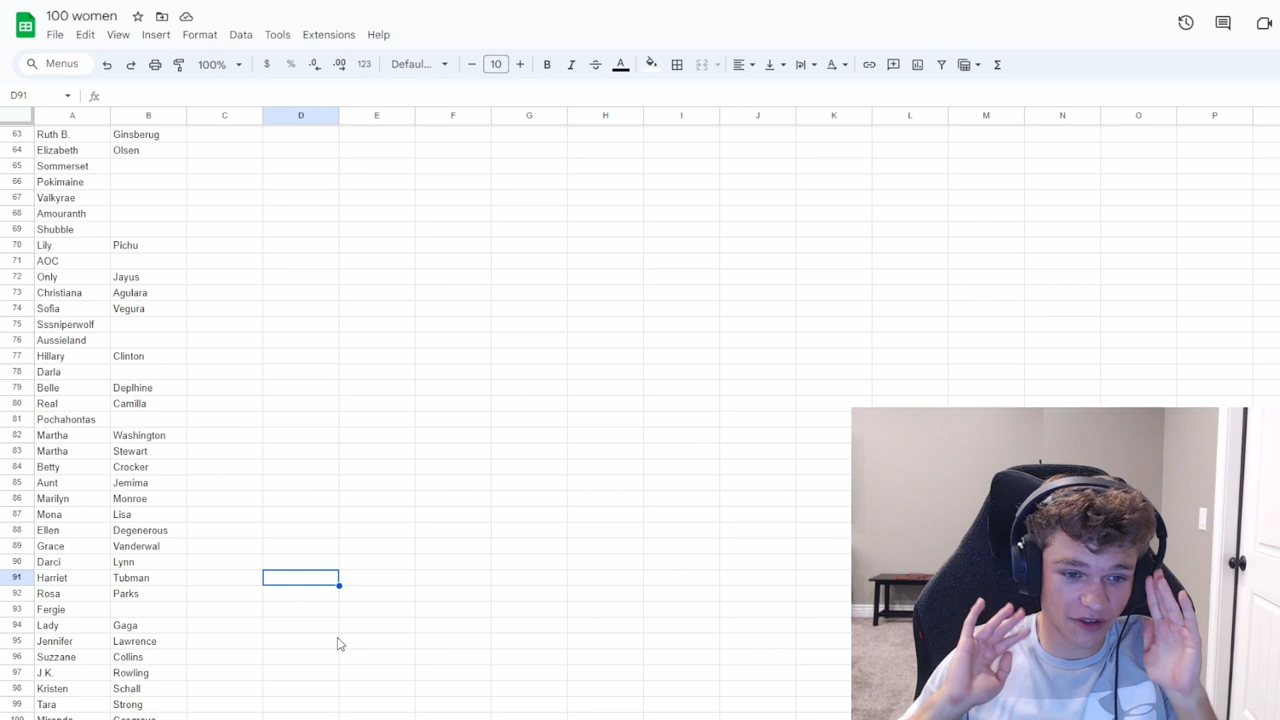 100 women
File Edit View Insert Format Data Tools Extensions Help
Menus 100% $ % .0 .00 123 Defaul... 10 B I A Σ
D91 fx
A B C D E F G H I J K L M N O P
63 Ruth B. Ginsberug
64 Elizabeth Olsen
65 Sommerset
66 Pokimaine
67 Valkyrae
68 Amouranth
69 Shubble
70 Lily Pichu
71 AOC
72 Only Jayus
73 Christiana Agulara
74 Sofia Vegura
75 Sssniperwolf
76 Aussieland
77 Hillary Clinton
78 Darla
79 Belle Deplhine
80 Real Camilla
81 Pochahontas
82 Martha Washington
83 Martha Stewart
84 Betty Crocker
85 Aunt Jemima
86 Marilyn Monroe
87 Mona Lisa
88 Ellen Degenerous
89 Grace Vanderwal
90 Darci Lynn
91 Harriet Tubman
92 Rosa Parks
93 Fergie
94 Lady Gaga
95 Jennifer Lawrence
96 Suzzane Collins
97 J.K. Rowling
98 Kristen Schall
99 Tara Strong